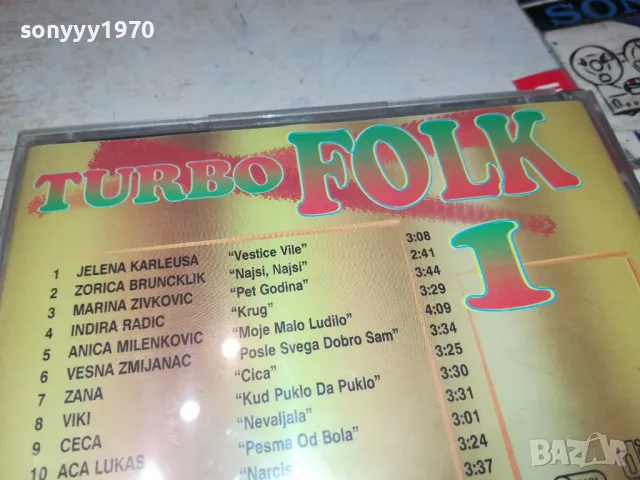 sonyyy1970
SON
TURBO FOLK
1
1 JELENA KARLEUSA "Vestice Vile" 3:08
2 ZORICA BRUNCKLIK "Najsi, Najsi" 2:41
3 MARINA ZIVKOVIC "Pet Godina" 3:44
4 INDIRA RADIC "Krug" 3:29
5 ANICA MILENKOVIC "Moje Malo Ludilo" 4:09
6 VESNA ZMIJANAC "Posle Svega Dobro Sam" 3:34
7 ZANA "Cica" 3:25
8 VIKI "Kud Puklo Da Puklo" 3:30
9 CECA "Nevaljala" 3:31
10 ACA LUKAS "Pesma Od Bola" 3:01
"Narcis" 3:24
3:37
BAZAR
bg